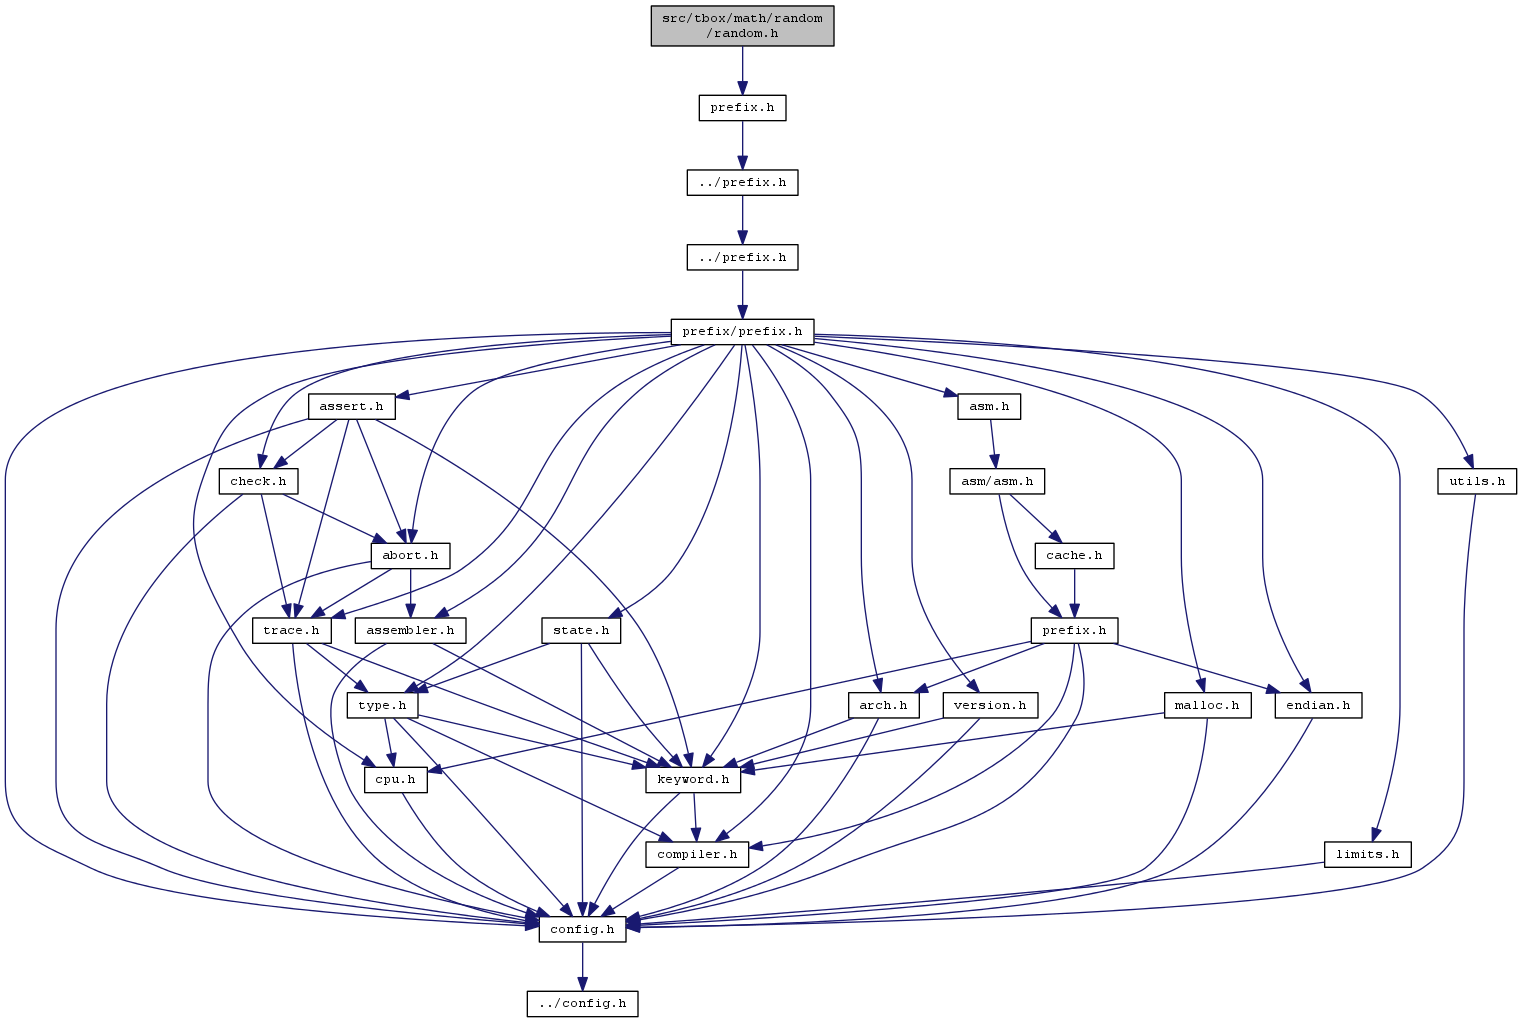 src/tbox/math/random
/random.h
prefix.h
../prefix.h
../prefix.h
prefix/prefix.h
assert.h
asm.h
check.h
asm/asm.h
utils.h
abort.h
cache.h
trace.h
assembler.h
state.h
prefix.h
type.h
arch.h
version.h
malloc.h
endian.h
cpu.h
keyword.h
compiler.h
limits.h
config.h
../config.h